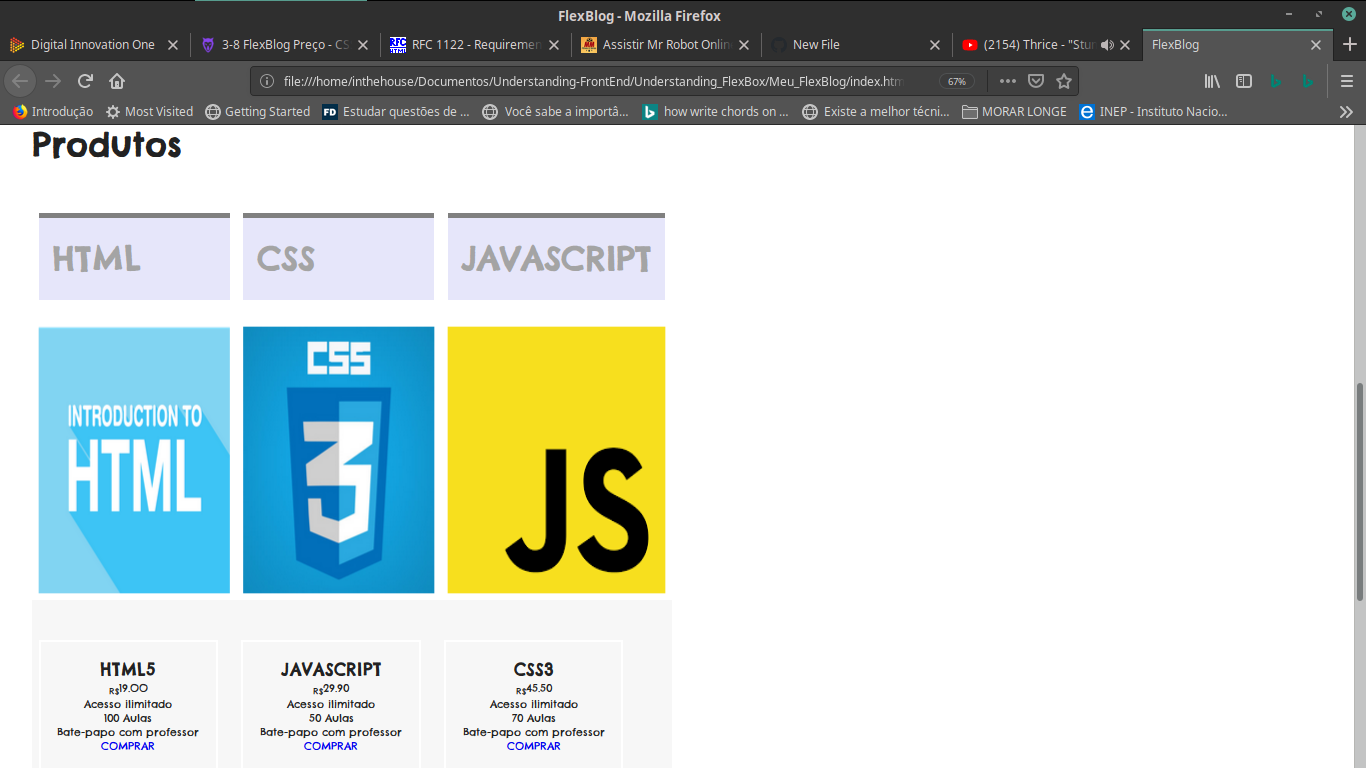 FlexBlog - Mozilla Firefox
Digital Innovation One
3-8 FlexBlog Preço - CS
RFC HTML
RFC 1122 - Requiremen
Assistir Mr Robot Onlin
New File
(2154) Thrice - "Stu
FlexBlog
file:///home/inthehouse/Documentos/Understanding-FrontEnd/Understanding_FlexBox/Meu_FlexBlog/index.htm
67%
Introdução
Most Visited
Getting Started
FD
Estudar questões de ...
Você sabe a importâ...
how write chords on ...
Existe a melhor técni...
MORAR LONGE
INEP - Instituto Nacio...
Produtos
HTML
CSS
JAVASCRIPT
INTRODUCTION TO
HTML
CSS
3
JS
HTML5
R$19.00
Acesso ilimitado
100 Aulas
Bate-papo com professor
COMPRAR
JAVASCRIPT
R$29.90
Acesso ilimitado
50 Aulas
Bate-papo com professor
COMPRAR
CSS3
R$45.50
Acesso ilimitado
70 Aulas
Bate-papo com professor
COMPRAR